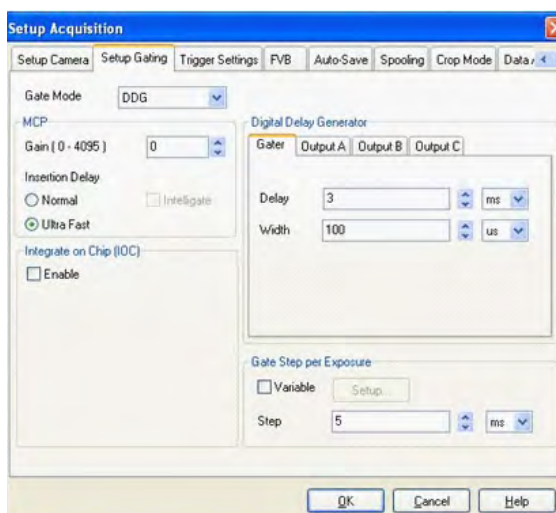 Setup Acquisition
Setup Camera Setup Gating Trigger Settings FVB Auto-Save Spooling Crop Mode Data
Gate Mode DDG
MCP
Gain ( 0 - 4095 ) 0
Insertion Delay
Normal Intelligate
Ultra Fast
Integrate on Chip (IOC)
Enable
Digital Delay Generator
Gater Output A Output B Output C
Delay 3 ms
Width 100 us
Gate Step per Exposure
Variable Setup...
Step 5 ms
OK Cancel Help